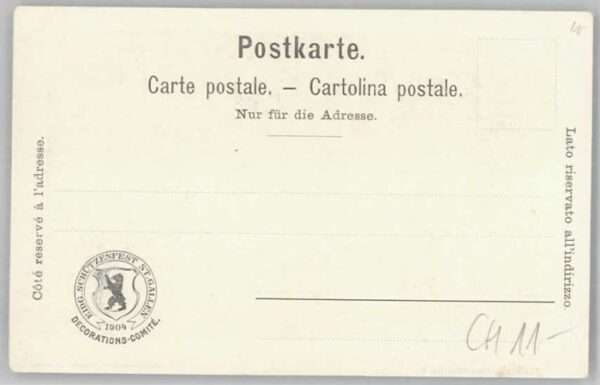 10
Postkarte.
Carte postale. – Cartolina postale.
Nur für die Adresse.
Côté reservé à l'adresse.
Lato riservato all'indirizzo
EIDG. SCHÜTZENFEST ST. GALLEN
1904
DECORATIONS-COMITÉ.
CH 11–